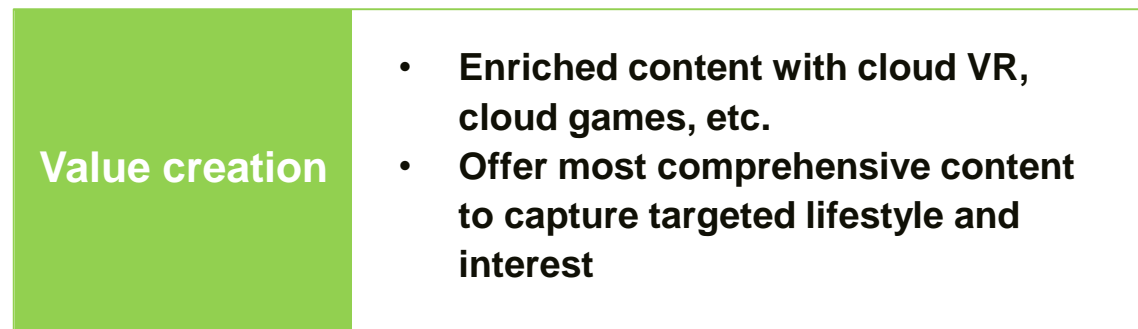 Value creation
• Enriched content with cloud VR,
cloud games, etc.
• Offer most comprehensive content
to capture targeted lifestyle and
interest